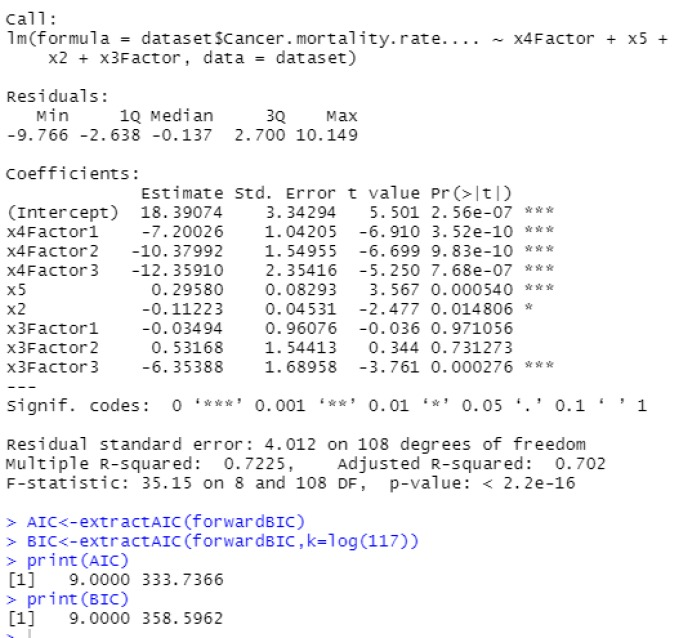 Call:
lm(formula = dataset$Cancer.mortality.rate.... ~ x4Factor + x5 +
    x2 + x3Factor, data = dataset)
Residuals:
   Min     1Q Median     3Q    Max
-9.766 -2.638 -0.137  2.700 10.149
Coefficients:
             Estimate Std. Error t value Pr(>|t|)
(Intercept)  18.39074    3.34294   5.501 2.56e-07 ***
x4Factor1    -7.20026    1.04205  -6.910 3.52e-10 ***
x4Factor2   -10.37992    1.54955  -6.699 9.83e-10 ***
x4Factor3   -12.35910    2.35416  -5.250 7.68e-07 ***
x5            0.29580    0.08293   3.567 0.000540 ***
x2           -0.11223    0.04531  -2.477 0.014806 *
x3Factor1    -0.03494    0.96076  -0.036 0.971056
x3Factor2     0.53168    1.54413   0.344 0.731273
x3Factor3    -6.35388    1.68958  -3.761 0.000276 ***
---
Signif. codes:  0 ‘***’ 0.001 ‘**’ 0.01 ‘*’ 0.05 ‘.’ 0.1 ‘ ’ 1
Residual standard error: 4.012 on 108 degrees of freedom
Multiple R-squared:  0.7225,    Adjusted R-squared:  0.702
F-statistic: 35.15 on 8 and 108 DF,  p-value: < 2.2e-16
> AIC<-extractAIC(forwardBIC)
> BIC<-extractAIC(forwardBIC,k=log(117))
> print(AIC)
[1]   9.0000 333.7366
> print(BIC)
[1]   9.0000 358.5962
>